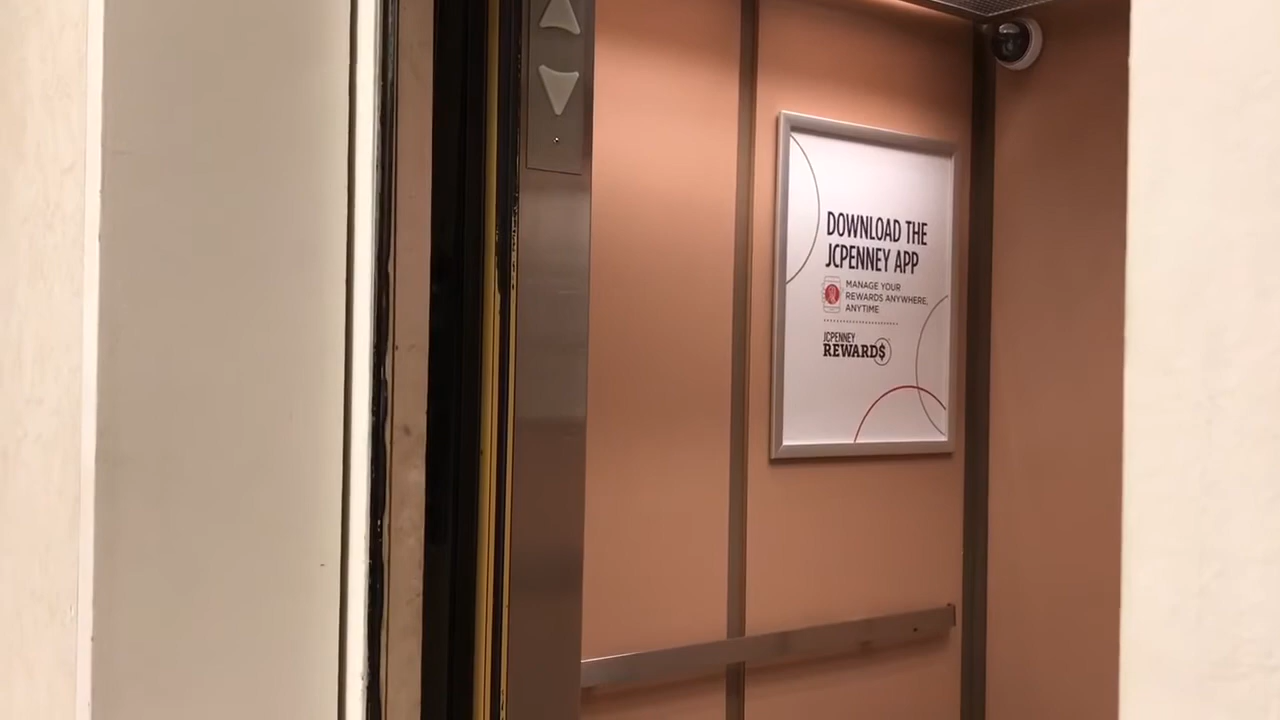 DOWNLOAD THE
JCPENNEY APP
MANAGE YOUR
REWARDS ANYWHERE,
ANYTIME
JCPENNEY
REWARD$